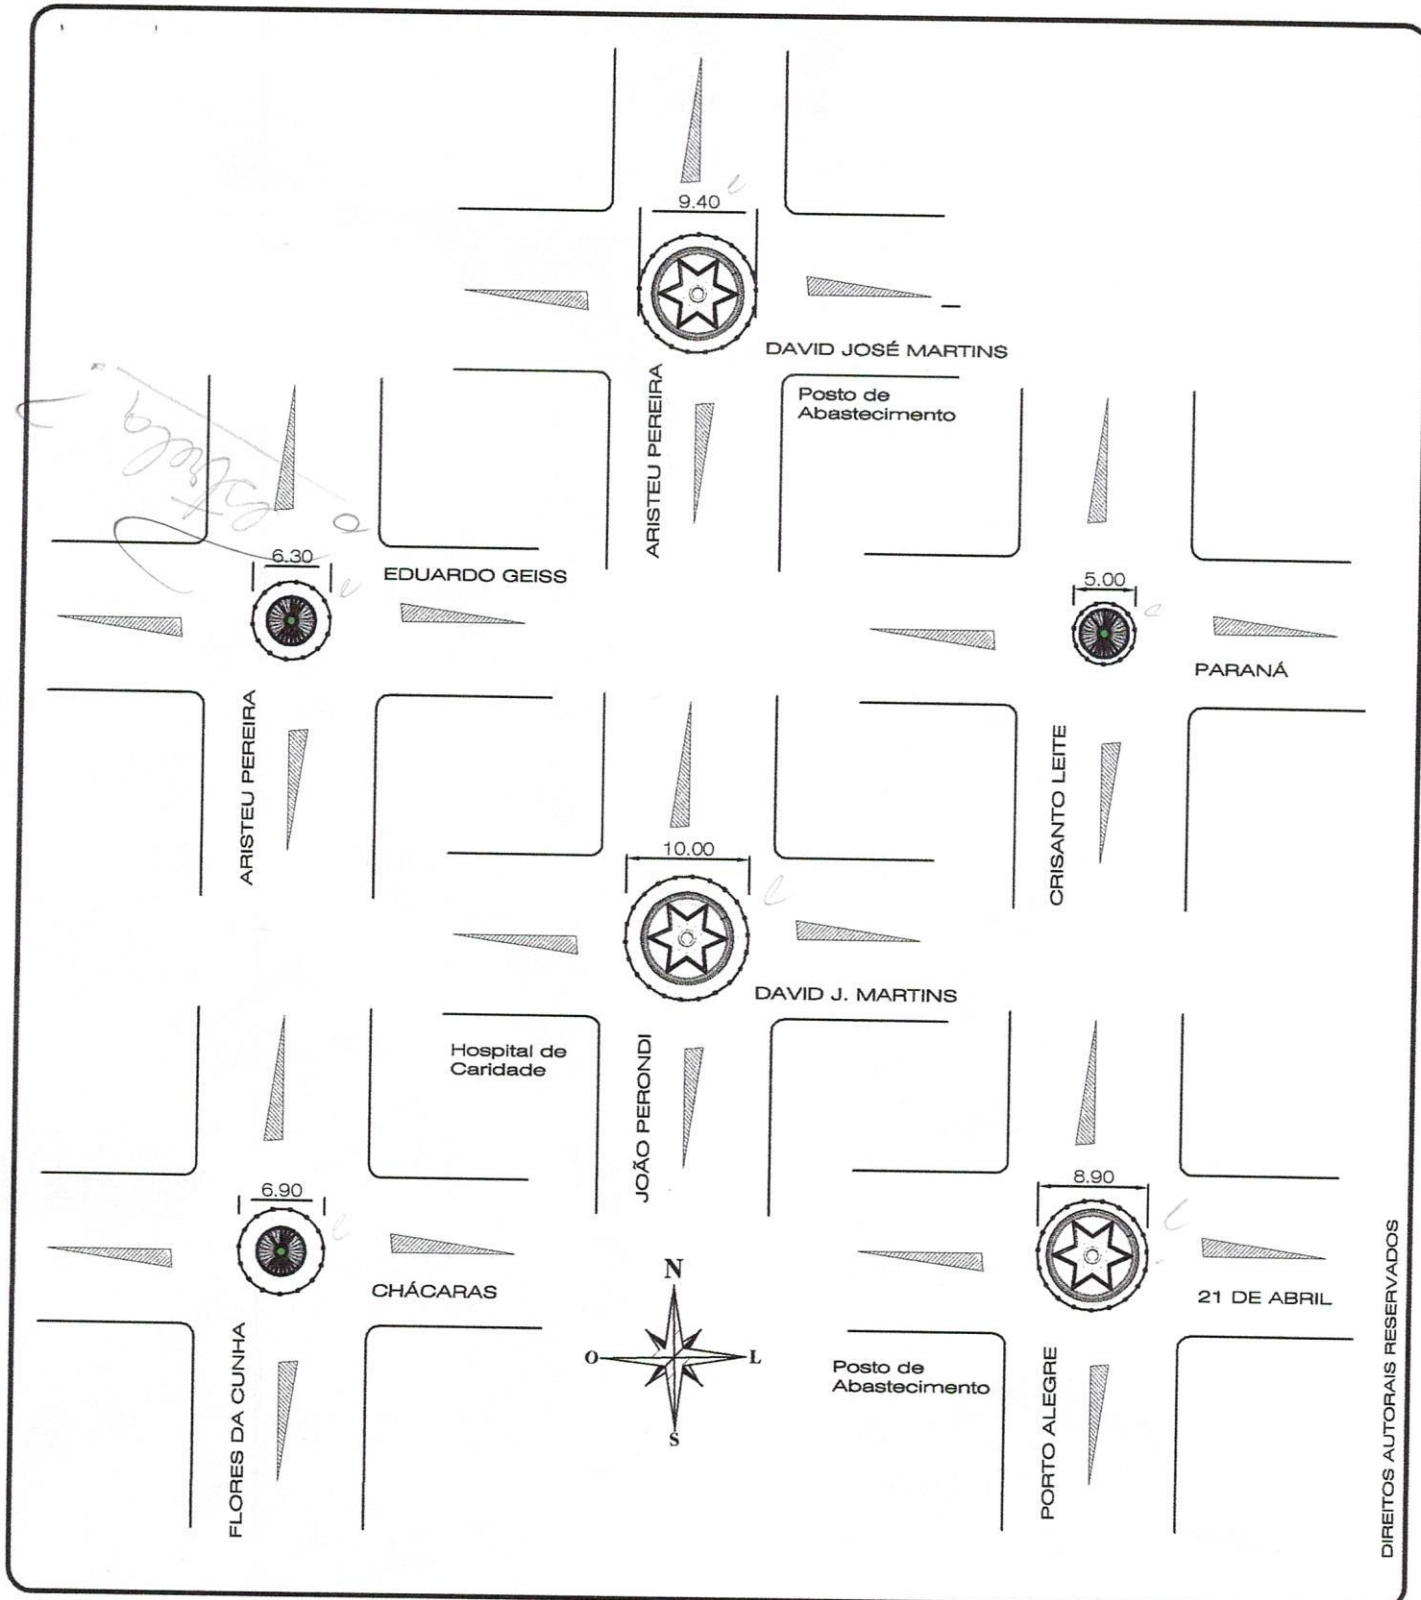 9.40
DAVID JOSÉ MARTINS
ARISTEU PEREIRA
Posto de
Abastecimento
estrela
6.30
EDUARDO GEISS
ARISTEU PEREIRA
5.00
PARANÁ
CRISANTO LEITE
10.00
DAVID J. MARTINS
Hospital de
Caridade
JOÃO PERONDI
6.90
CHÁCARAS
FLORES DA CUNHA
N
O
L
S
8.90
21 DE ABRIL
Posto de
Abastecimento
PORTO ALEGRE
DIREITOS AUTORAIS RESERVADOS